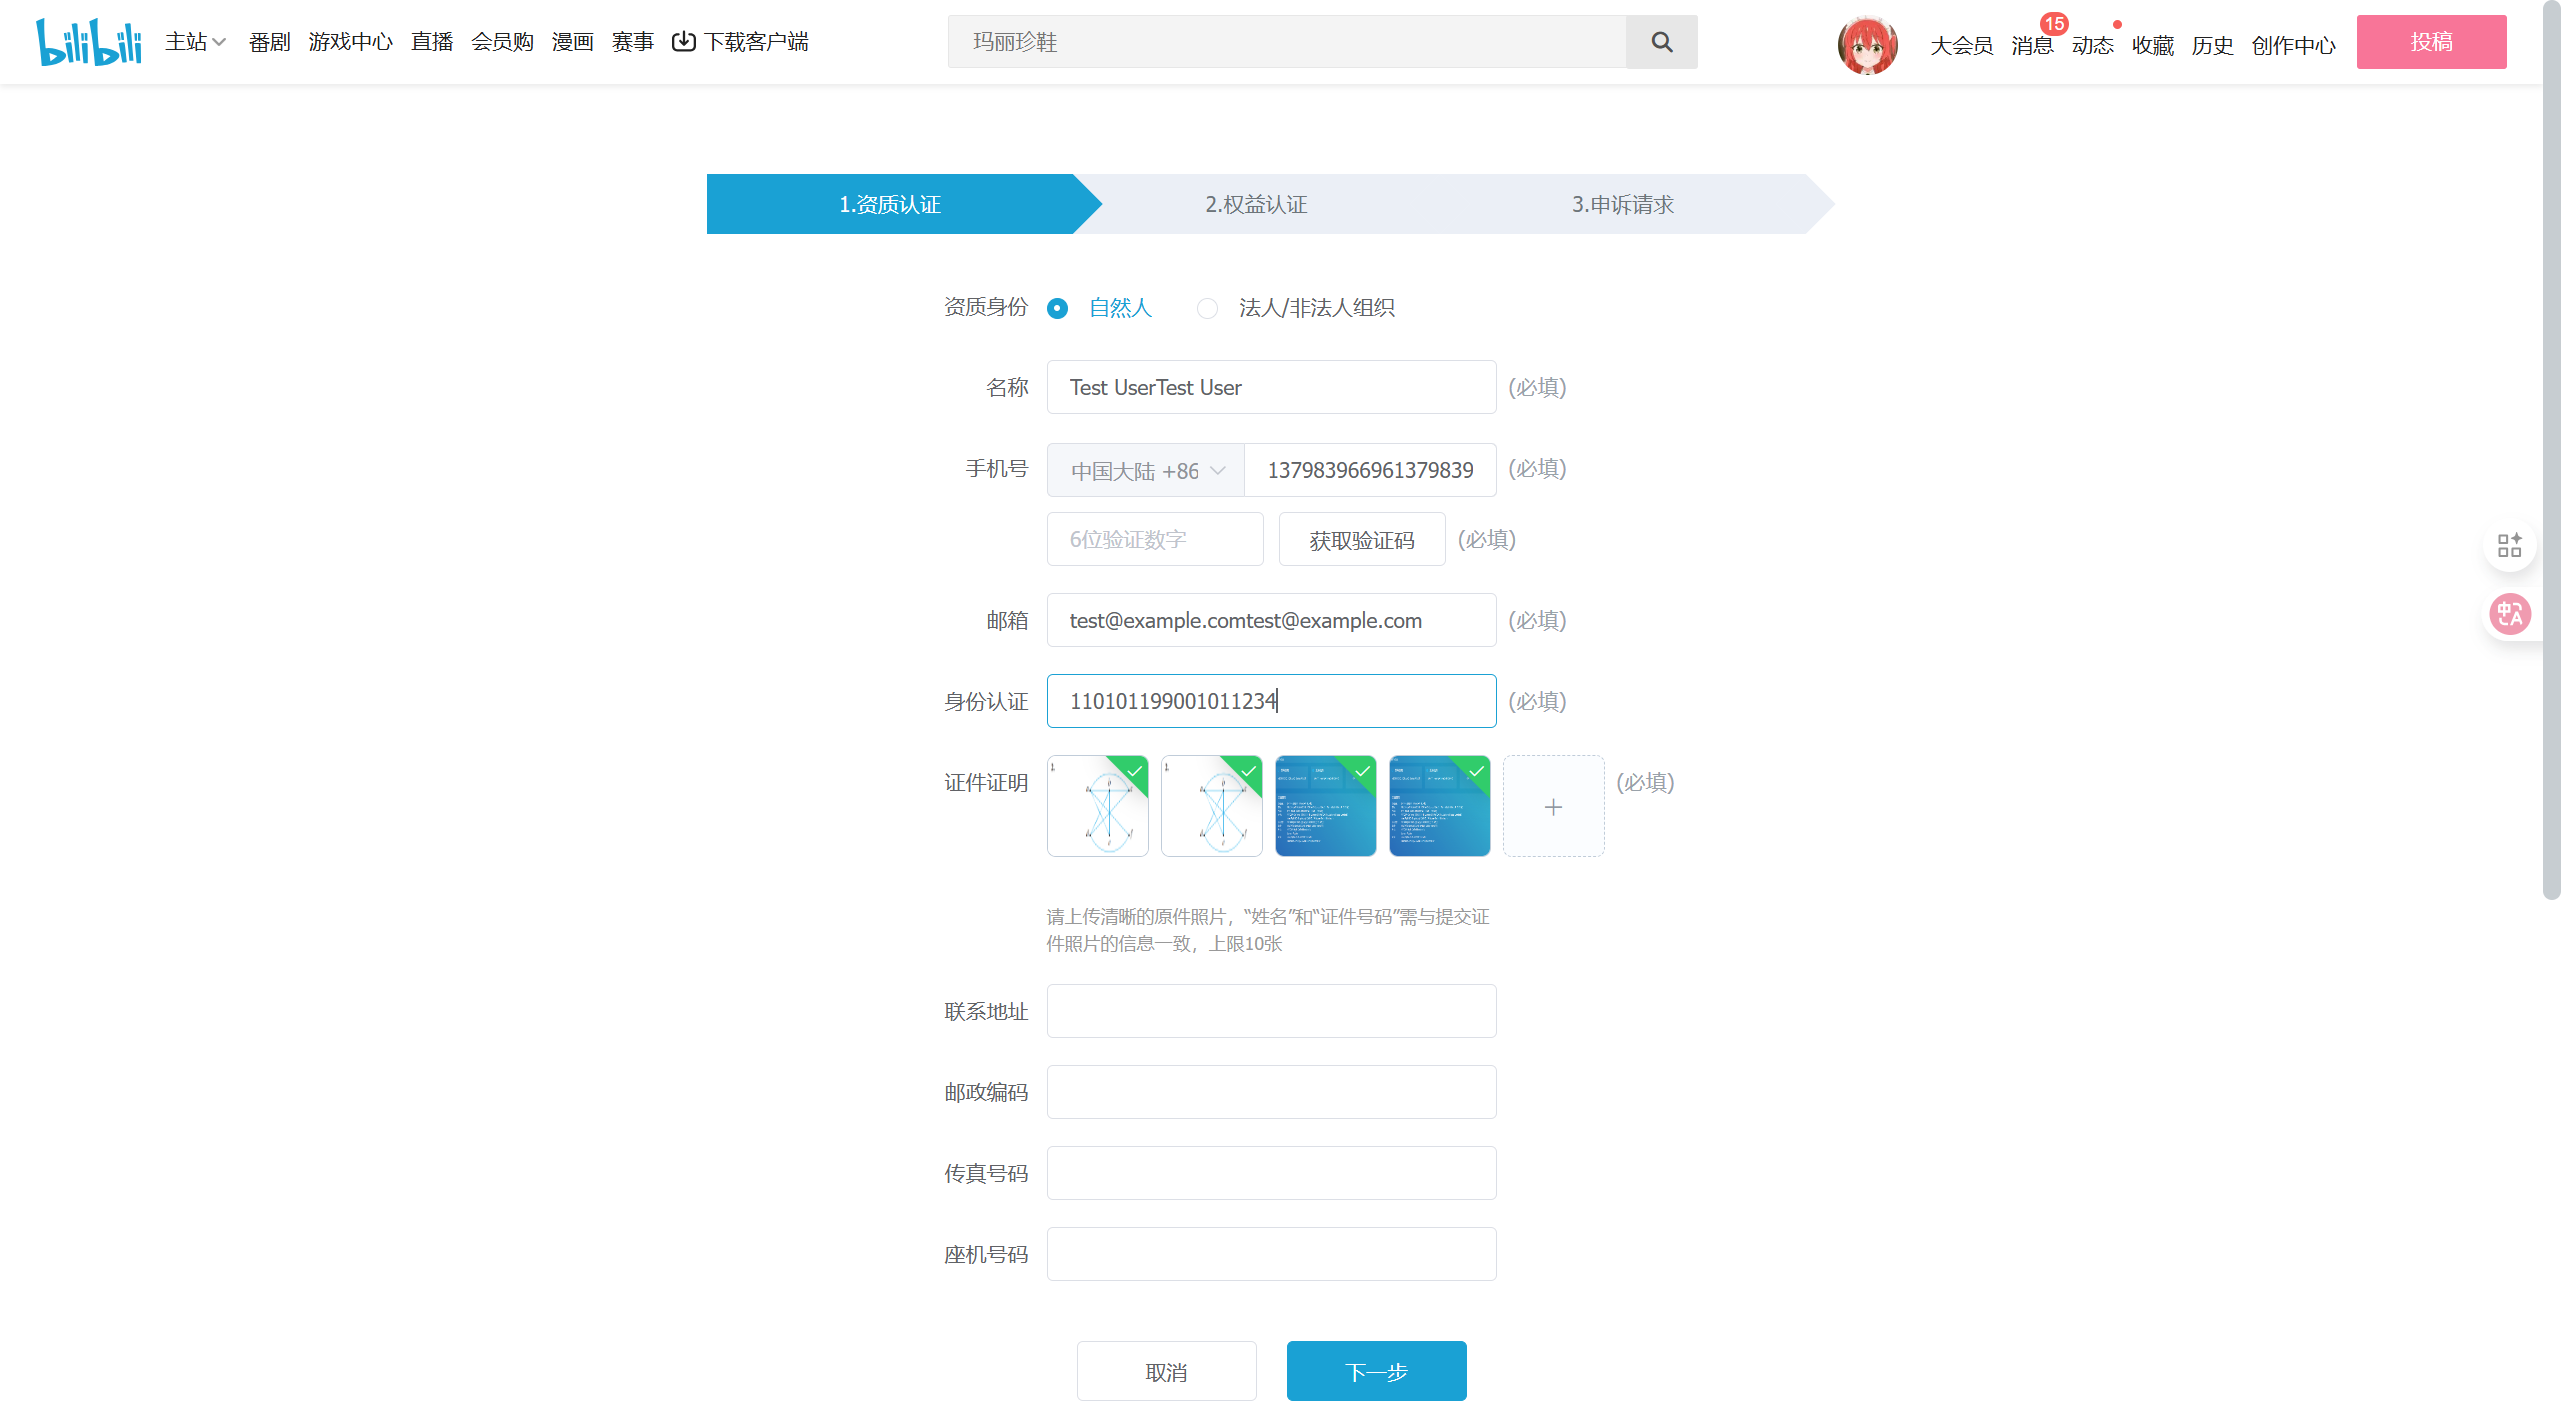 bilibili 主站 番剧 游戏中心 直播 会员购 漫画 赛事 下载客户端 玛丽珍鞋 大会员 消息 15 动态 收藏 历史 创作中心 投稿
1.资质认证 2.权益认证 3.申诉请求
资质身份 自然人 法人/非法人组织
名称 Test UserTest User (必填)
手机号 中国大陆 +86 137983966961379839 (必填)
6位验证数字 获取验证码 (必填)
邮箱 test@example.comtest@example.com (必填)
身份认证 110101199001011234 (必填)
证件证明 (必填)
请上传清晰的原件照片，“姓名”和“证件号码”需与提交证
件照片的信息一致，上限10张
联系地址
邮政编码
传真号码
座机号码
取消 下一步